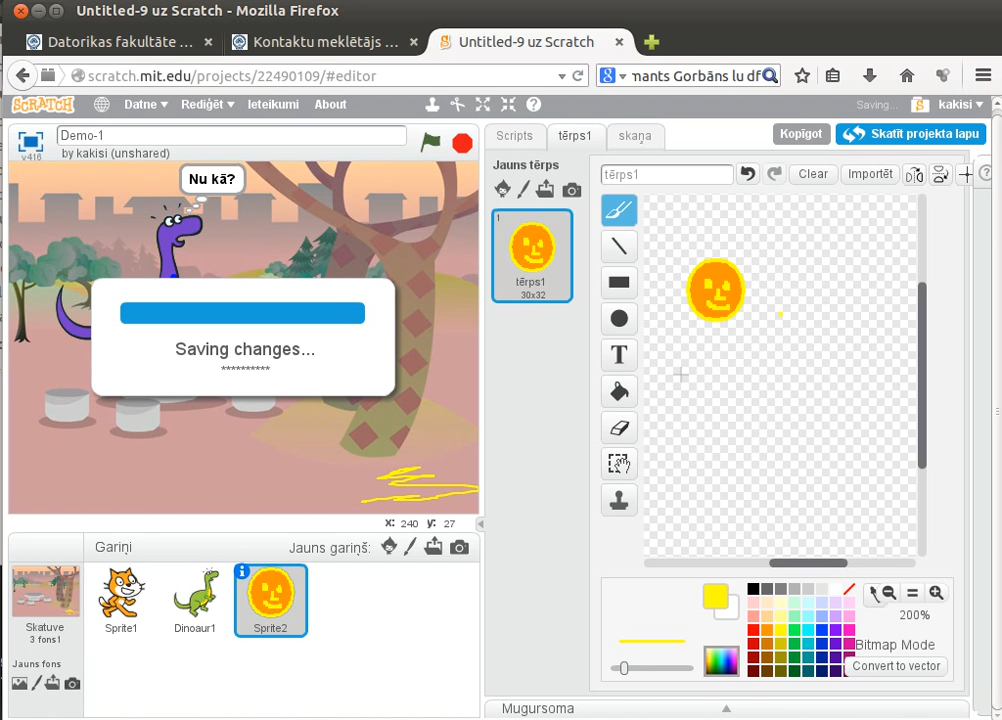 Untitled-9 uz Scratch - Mozilla Firefox
Datorikas fakultāte ...
Kontaktu meklētājs ...
Untitled-9 uz Scratch
scratch.mit.edu/projects/22490109/#editor
mants Gorbāns lu df
SCRATCH
Datne
Rediģēt
Ieteikumi
About
Saving...
kakisi
Demo-1
by kakisi (unshared)
v416
Scripts
tērps1
skaņa
Kopīgot
Skatīt projekta lapu
Jauns tērps
tērps1
Clear
Importēt
1
tērps1
30x32
Nu kā?
Saving changes...
**********
T
x: 240 y: 27
Gariņi
Jauns gariņš:
Skatuve
3 fons1
Jauns fons
Sprite1
Dinoaur1
Sprite2
200%
Bitmap Mode
Convert to vector
Mugursoma